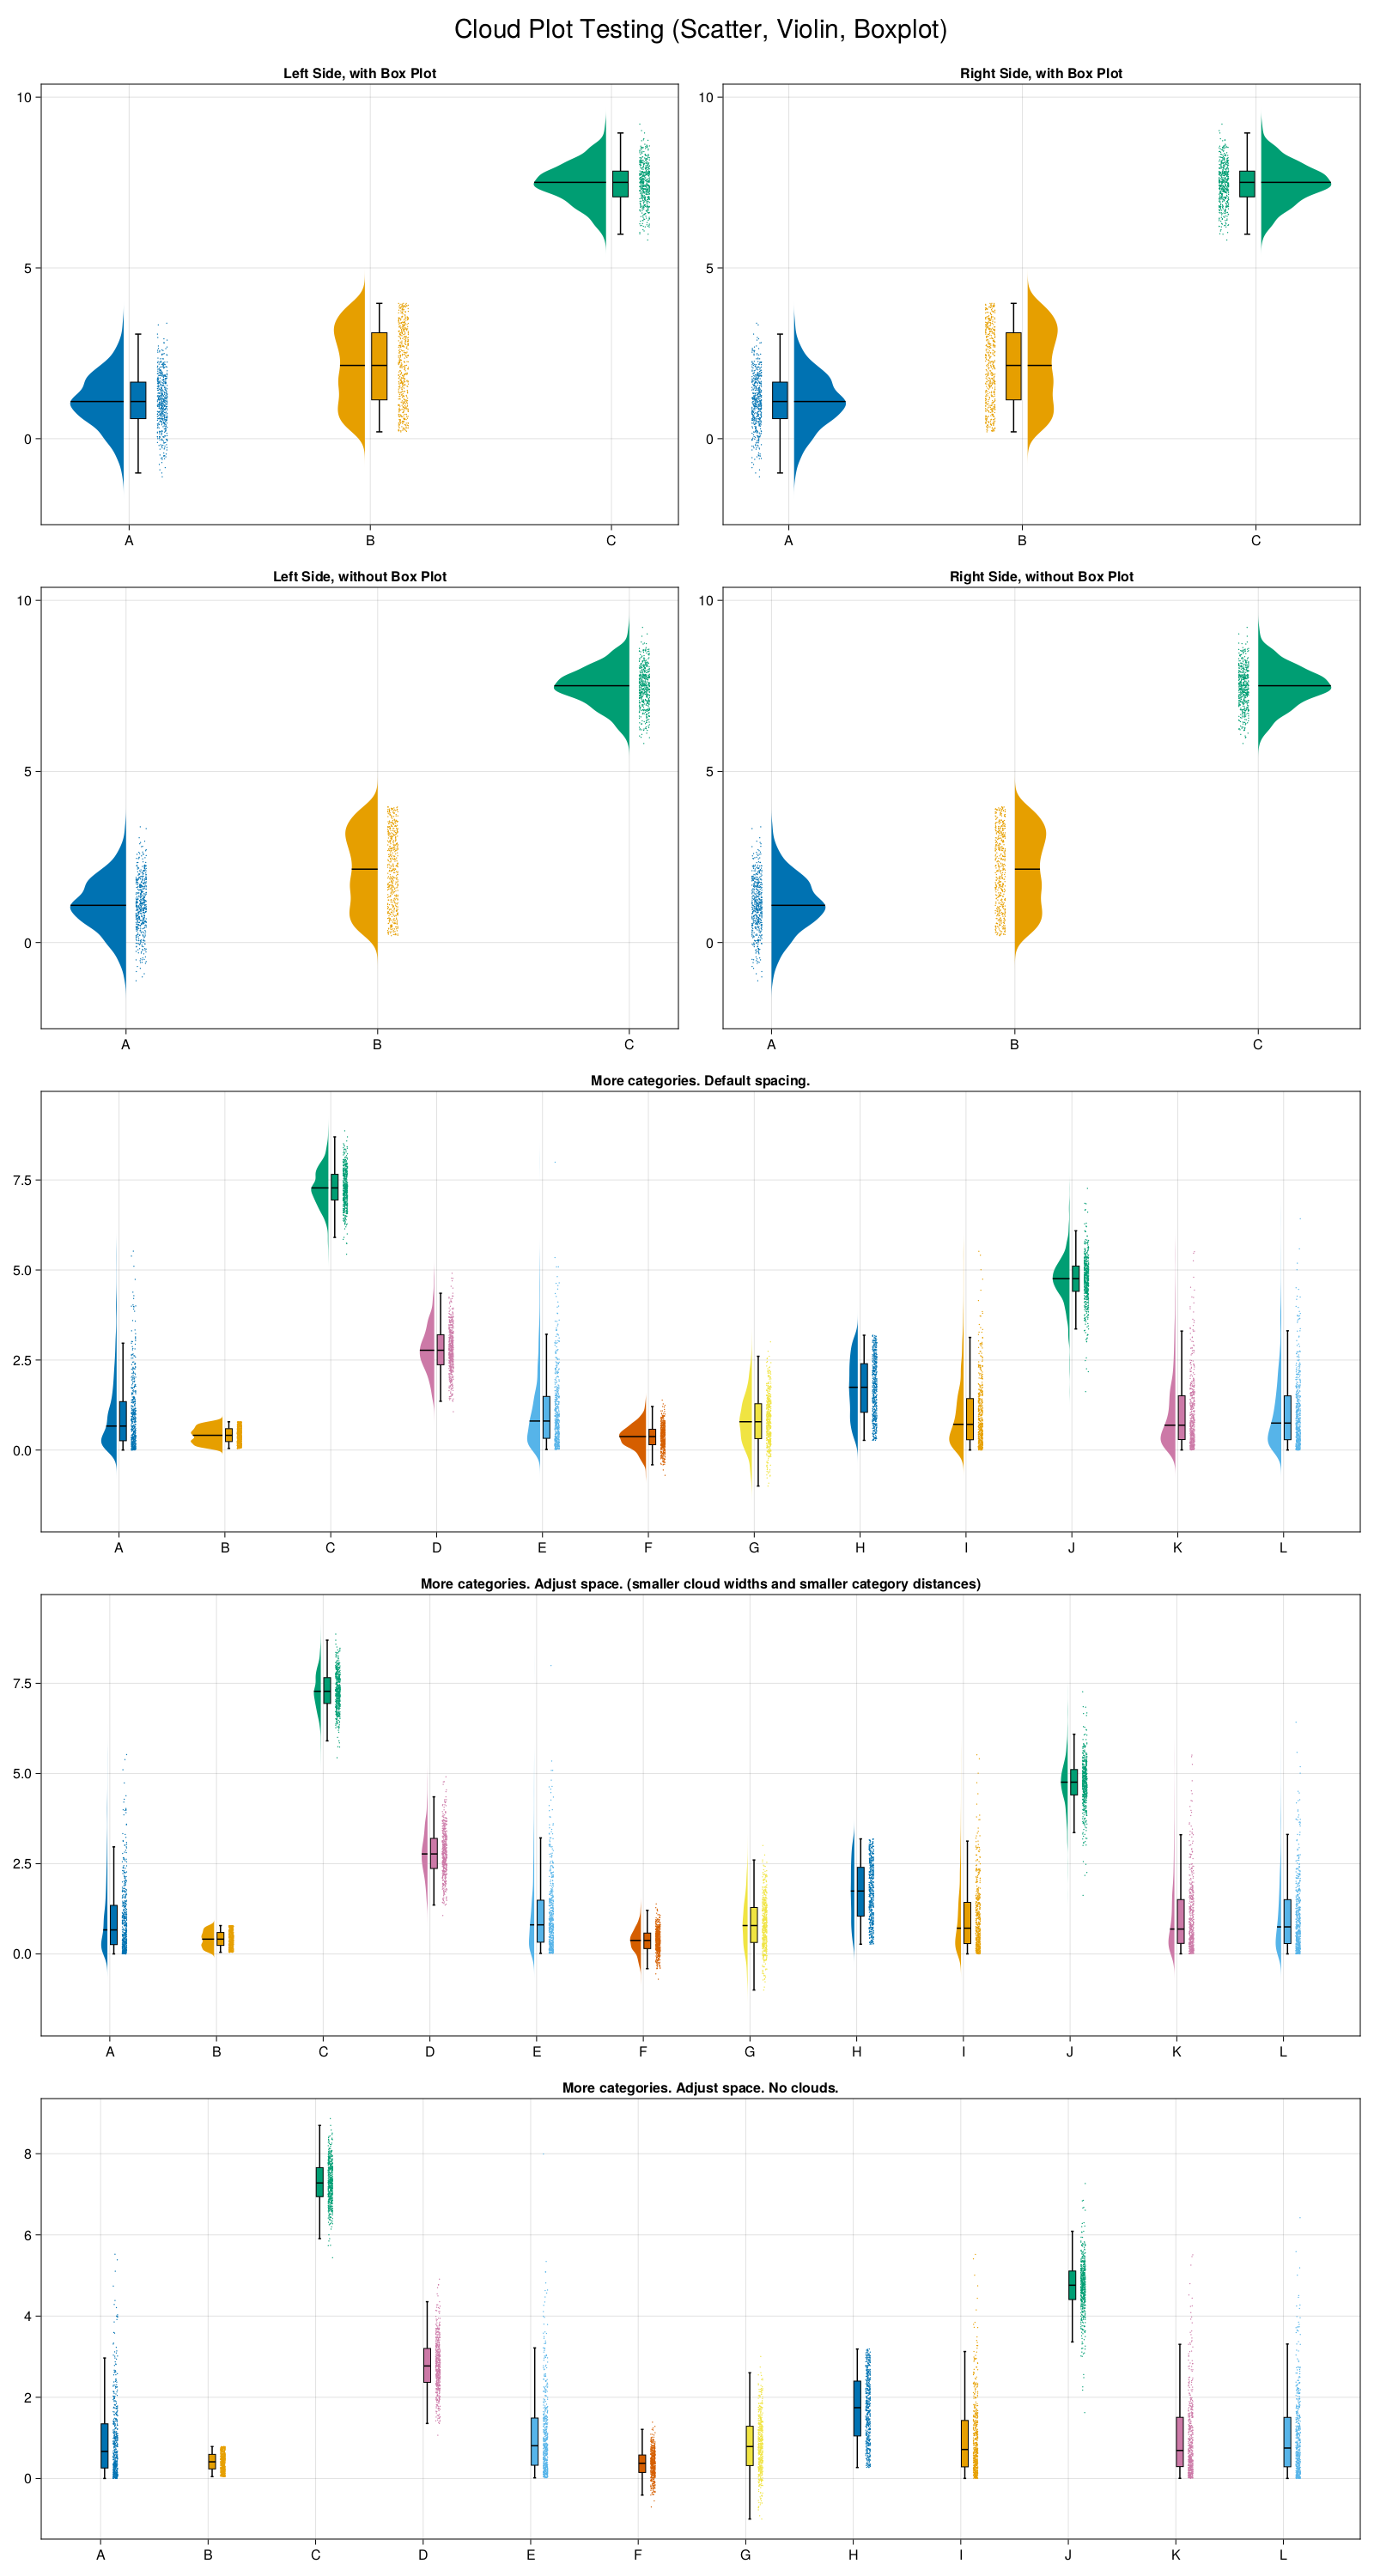 Cloud Plot Testing (Scatter, Violin, Boxplot)
Left Side, with Box Plot
10
5
0
A B C
Right Side, with Box Plot
10
5
0
A B C
Left Side, without Box Plot
10
5
0
A B C
Right Side, without Box Plot
10
5
0
A B C
More categories. Default spacing.
7.5
5.0
2.5
0.0
A B C D E F G H I J K L
More categories. Adjust space. (smaller cloud widths and smaller category distances)
7.5
5.0
2.5
0.0
A B C D E F G H I J K L
More categories. Adjust space. No clouds.
8
6
4
2
0
A B C D E F G H I J K L